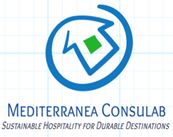 MEDITERRANEA CONSULAB
SUSTAINABLE HOSPITALITY FOR DURABLE DESTINATIONS